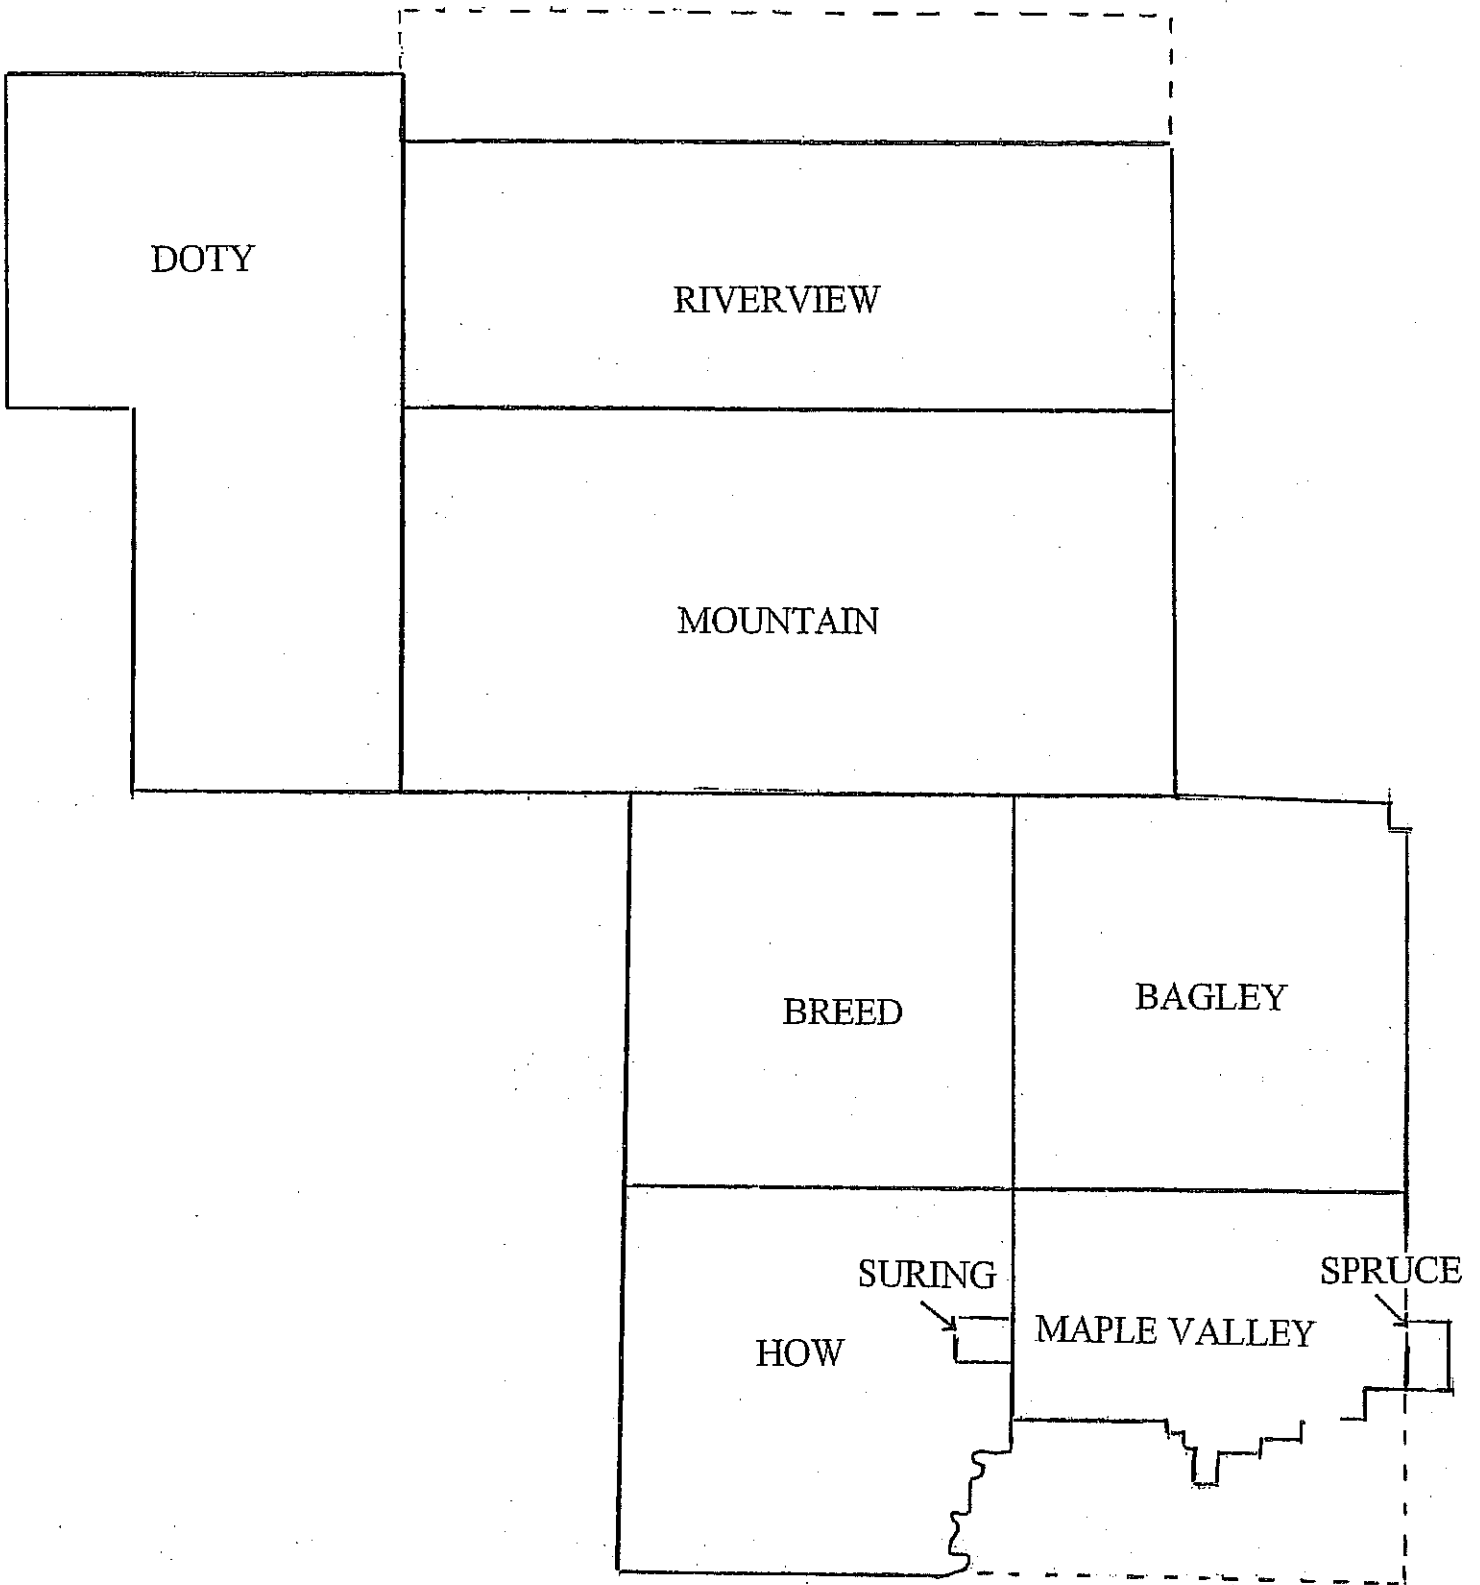 DOTY
RIVERVIEW
MOUNTAIN
BREED
BAGLEY
SURING
SPRUCE
HOW
MAPLE VALLEY